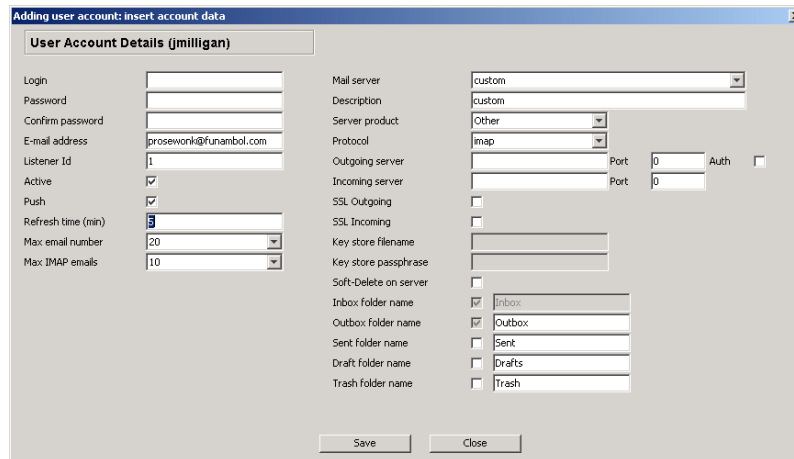 Adding user account: insert account data
User Account Details (jmilligan)
Login
Password
Confirm password
E-mail address prosewonk@funambol.com
Listener Id 1
Active
Push
Refresh time (min) 5
Max email number 20
Max IMAP emails 10
Mail server custom
Description custom
Server product Other
Protocol imap
Outgoing server Port 0 Auth
Incoming server Port 0
SSL Outgoing
SSL Incoming
Key store filename
Key store passphrase
Soft-Delete on server
Inbox folder name Inbox
Outbox folder name Outbox
Sent folder name Sent
Draft folder name Drafts
Trash folder name Trash
Save Close